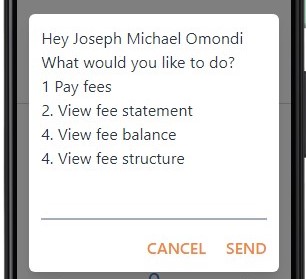 Hey Joseph Michael Omondi
What would you like to do?
1 Pay fees
2. View fee statement
4. View fee balance
4. View fee structure
CANCEL SEND